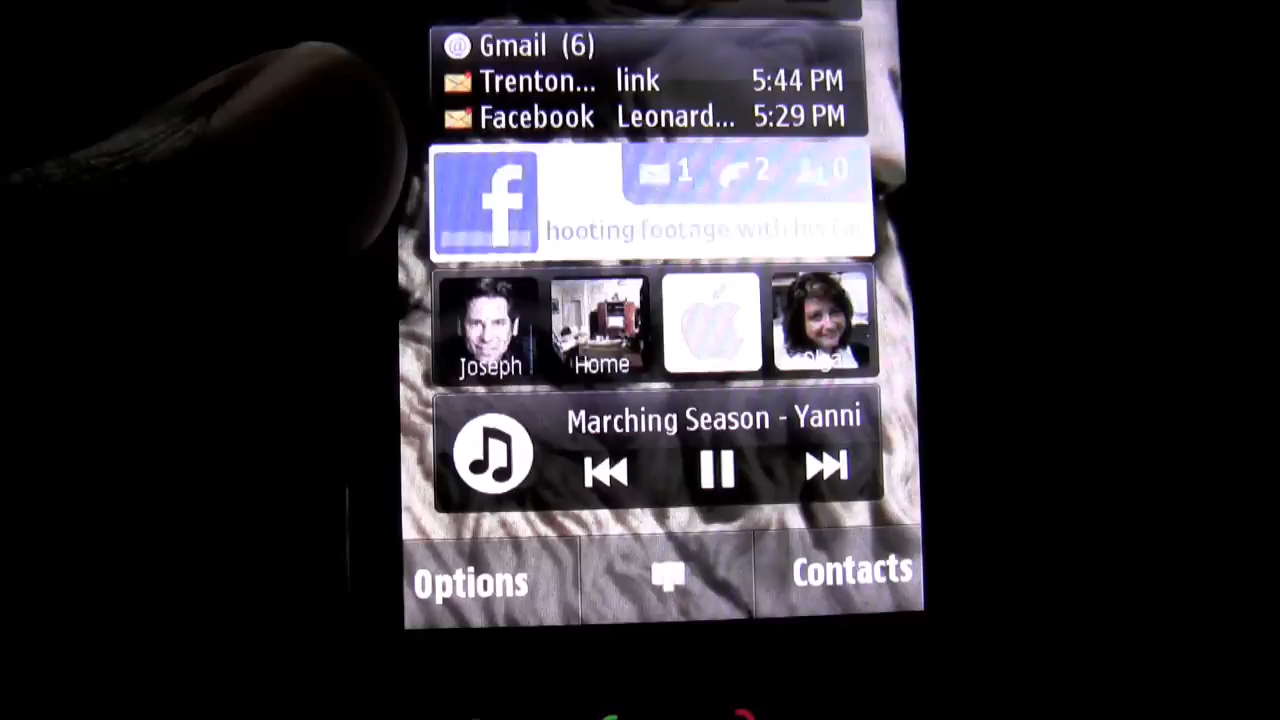 Gmail (6)
Trenton... link 5:44 PM
Facebook Leonard... 5:29 PM
f 1 2 0
hooting footage with his
Joseph Home Olga
Marching Season - Yanni
Options Contacts